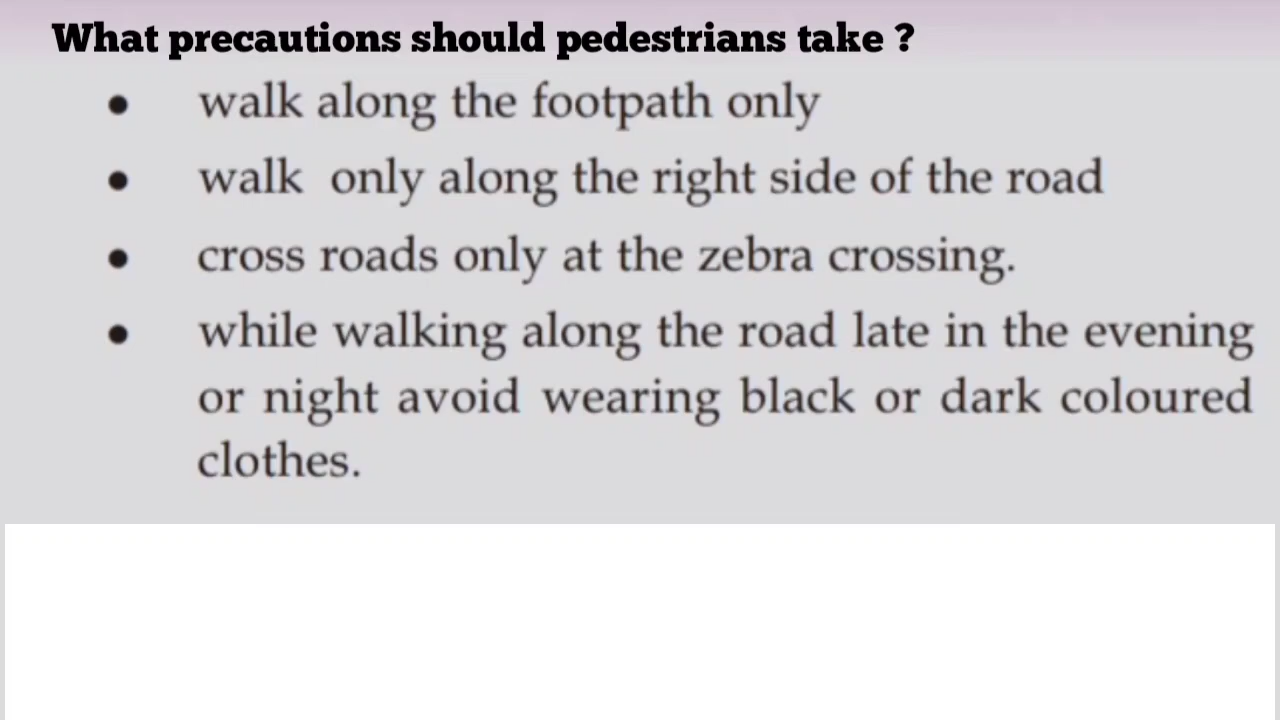 What precautions should pedestrians take ?
• walk along the footpath only
• walk only along the right side of the road
• cross roads only at the zebra crossing.
• while walking along the road late in the evening
or night avoid wearing black or dark coloured
clothes.